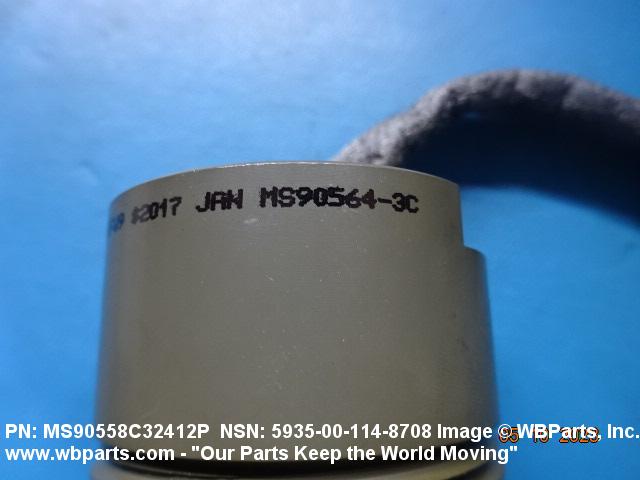 $2017 JAN MS90564-3C
PN: MS90558C32412P NSN: 5935-00-114-8708 Image © WBParts, Inc.
www.wbparts.com - "Our Parts Keep the World Moving"